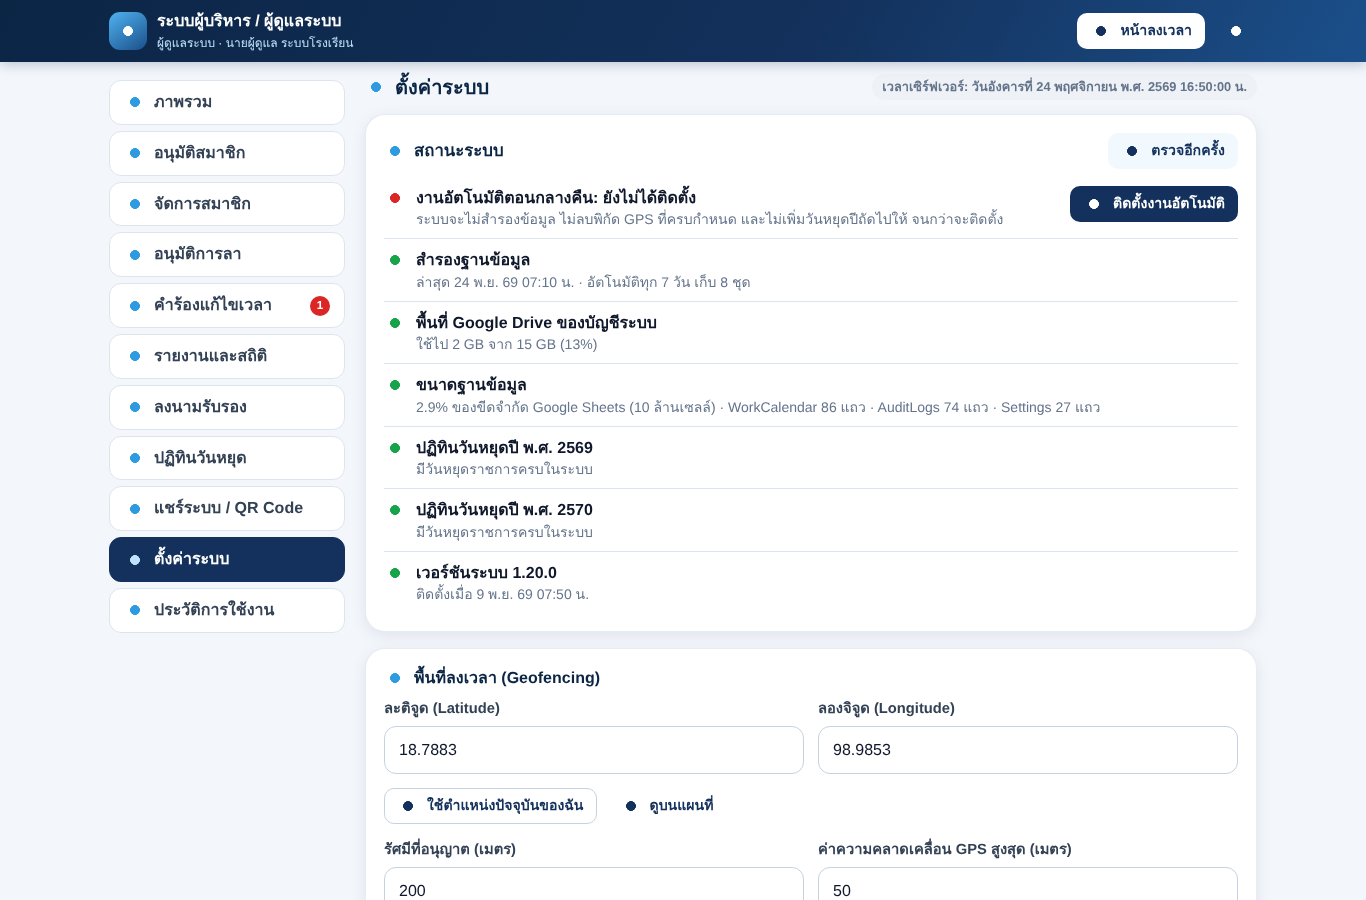 ระบบผู้บริหาร / ผู้ดูแลระบบ
ผู้ดูแลระบบ · นายผู้ดูแล ระบบโรงเรียน
หน้าลงเวลา
ภาพรวม
อนุมัติสมาชิก
จัดการสมาชิก
อนุมัติการลา
คำร้องแก้ไขเวลา
1
รายงานและสถิติ
ลงนามรับรอง
ปฏิทินวันหยุด
แชร์ระบบ / QR Code
ตั้งค่าระบบ
ประวัติการใช้งาน
ตั้งค่าระบบ
เวลาเซิร์ฟเวอร์: วันอังคารที่ 24 พฤศจิกายน พ.ศ. 2569 16:50:00 น.
สถานะระบบ
ตรวจอีกครั้ง
งานอัตโนมัติตอนกลางคืน: ยังไม่ได้ติดตั้ง
ระบบจะไม่สำรองข้อมูล ไม่ลบพิกัด GPS ที่ครบกำหนด และไม่เพิ่มวันหยุดปีถัดไปให้ จนกว่าจะติดตั้ง
ติดตั้งงานอัตโนมัติ
สำรองฐานข้อมูล
ล่าสุด 24 พ.ย. 69 07:10 น. · อัตโนมัติทุก 7 วัน เก็บ 8 ชุด
พื้นที่ Google Drive ของบัญชีระบบ
ใช้ไป 2 GB จาก 15 GB (13%)
ขนาดฐานข้อมูล
2.9% ของขีดจำกัด Google Sheets (10 ล้านเซลล์) · WorkCalendar 86 แถว · AuditLogs 74 แถว · Settings 27 แถว
ปฏิทินวันหยุดปี พ.ศ. 2569
มีวันหยุดราชการครบในระบบ
ปฏิทินวันหยุดปี พ.ศ. 2570
มีวันหยุดราชการครบในระบบ
เวอร์ชันระบบ 1.20.0
ติดตั้งเมื่อ 9 พ.ย. 69 07:50 น.
พื้นที่ลงเวลา (Geofencing)
ละติจูด (Latitude)
ลองจิจูด (Longitude)
18.7883
98.9853
ใช้ตำแหน่งปัจจุบันของฉัน
ดูบนแผนที่
รัศมีที่อนุญาต (เมตร)
ค่าความคลาดเคลื่อน GPS สูงสุด (เมตร)
200
50